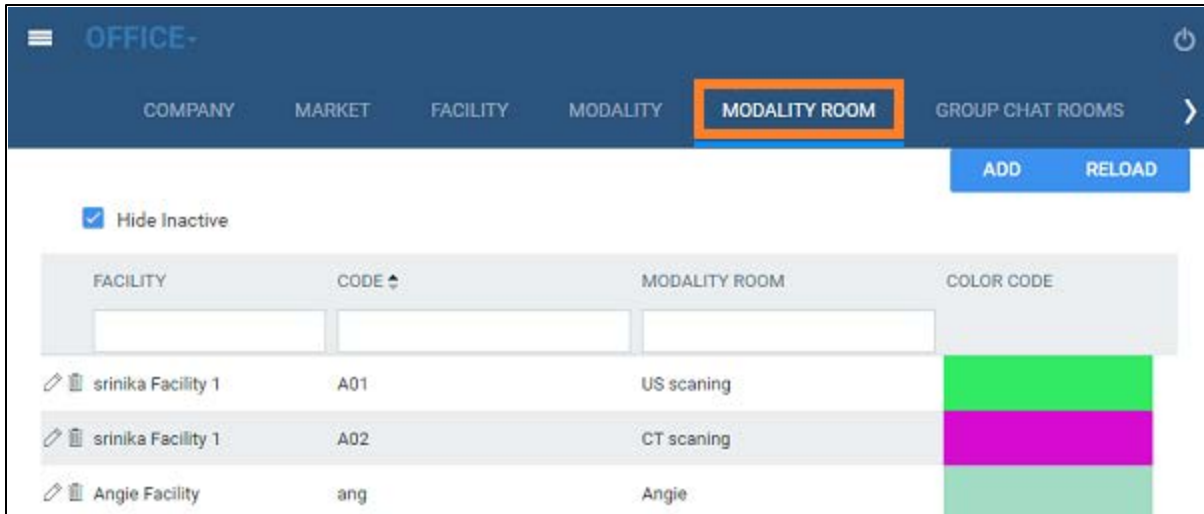 OFFICE-
COMPANY MARKET FACILITY MODALITY MODALITY ROOM GROUP CHAT ROOMS
ADD RELOAD
Hide Inactive
FACILITY CODE MODALITY ROOM COLOR CODE
srinika Facility 1 A01 US scaning
srinika Facility 1 A02 CT scaning
Angie Facility ang Angie